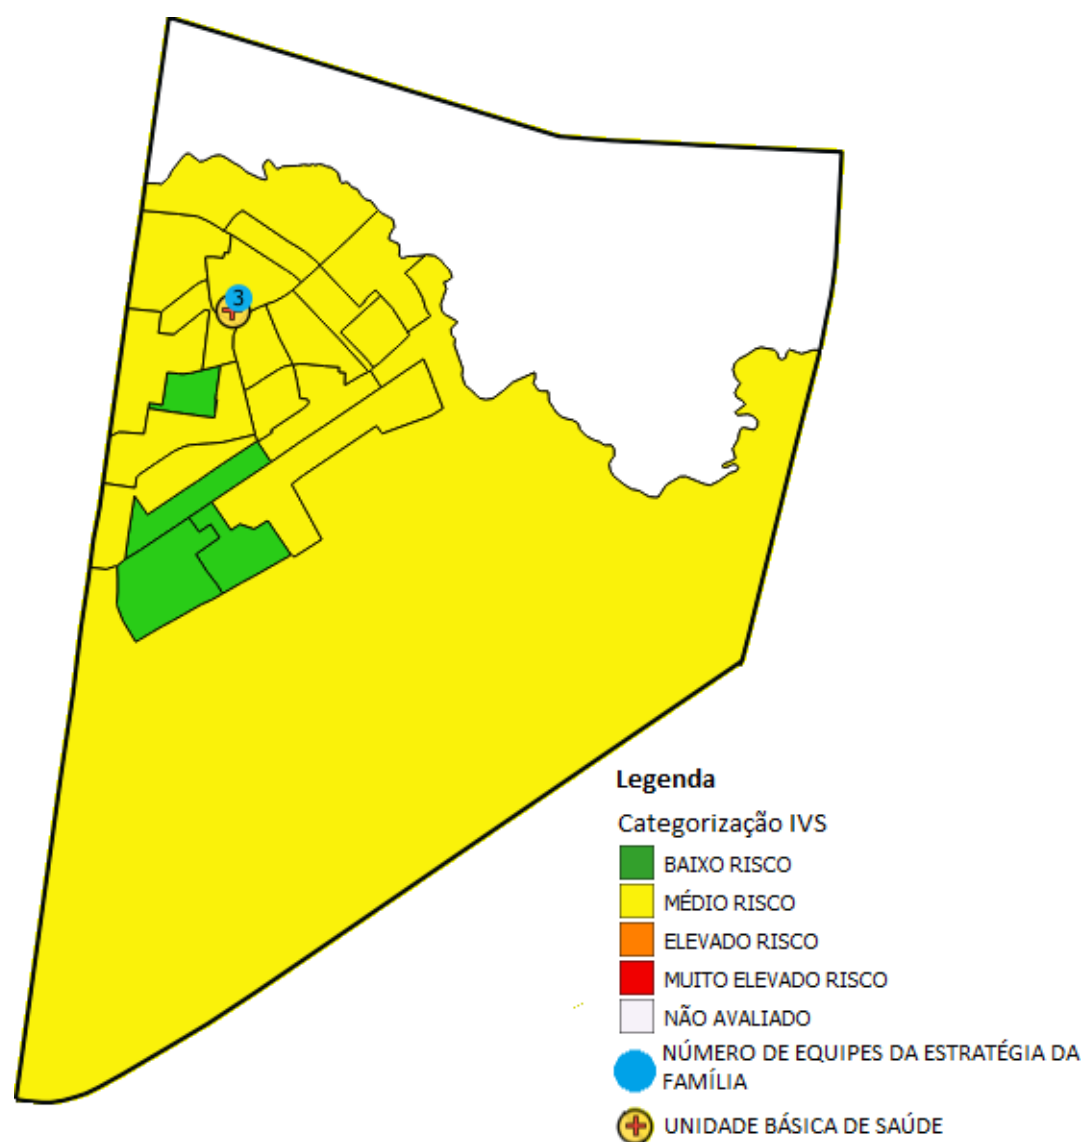 3
Legenda
Categorização IVS
BAIXO RISCO
MÉDIO RISCO
ELEVADO RISCO
MUITO ELEVADO RISCO
NÃO AVALIADO
NÚMERO DE EQUIPES DA ESTRATÉGIA DA
FAMÍLIA
UNIDADE BÁSICA DE SAÚDE